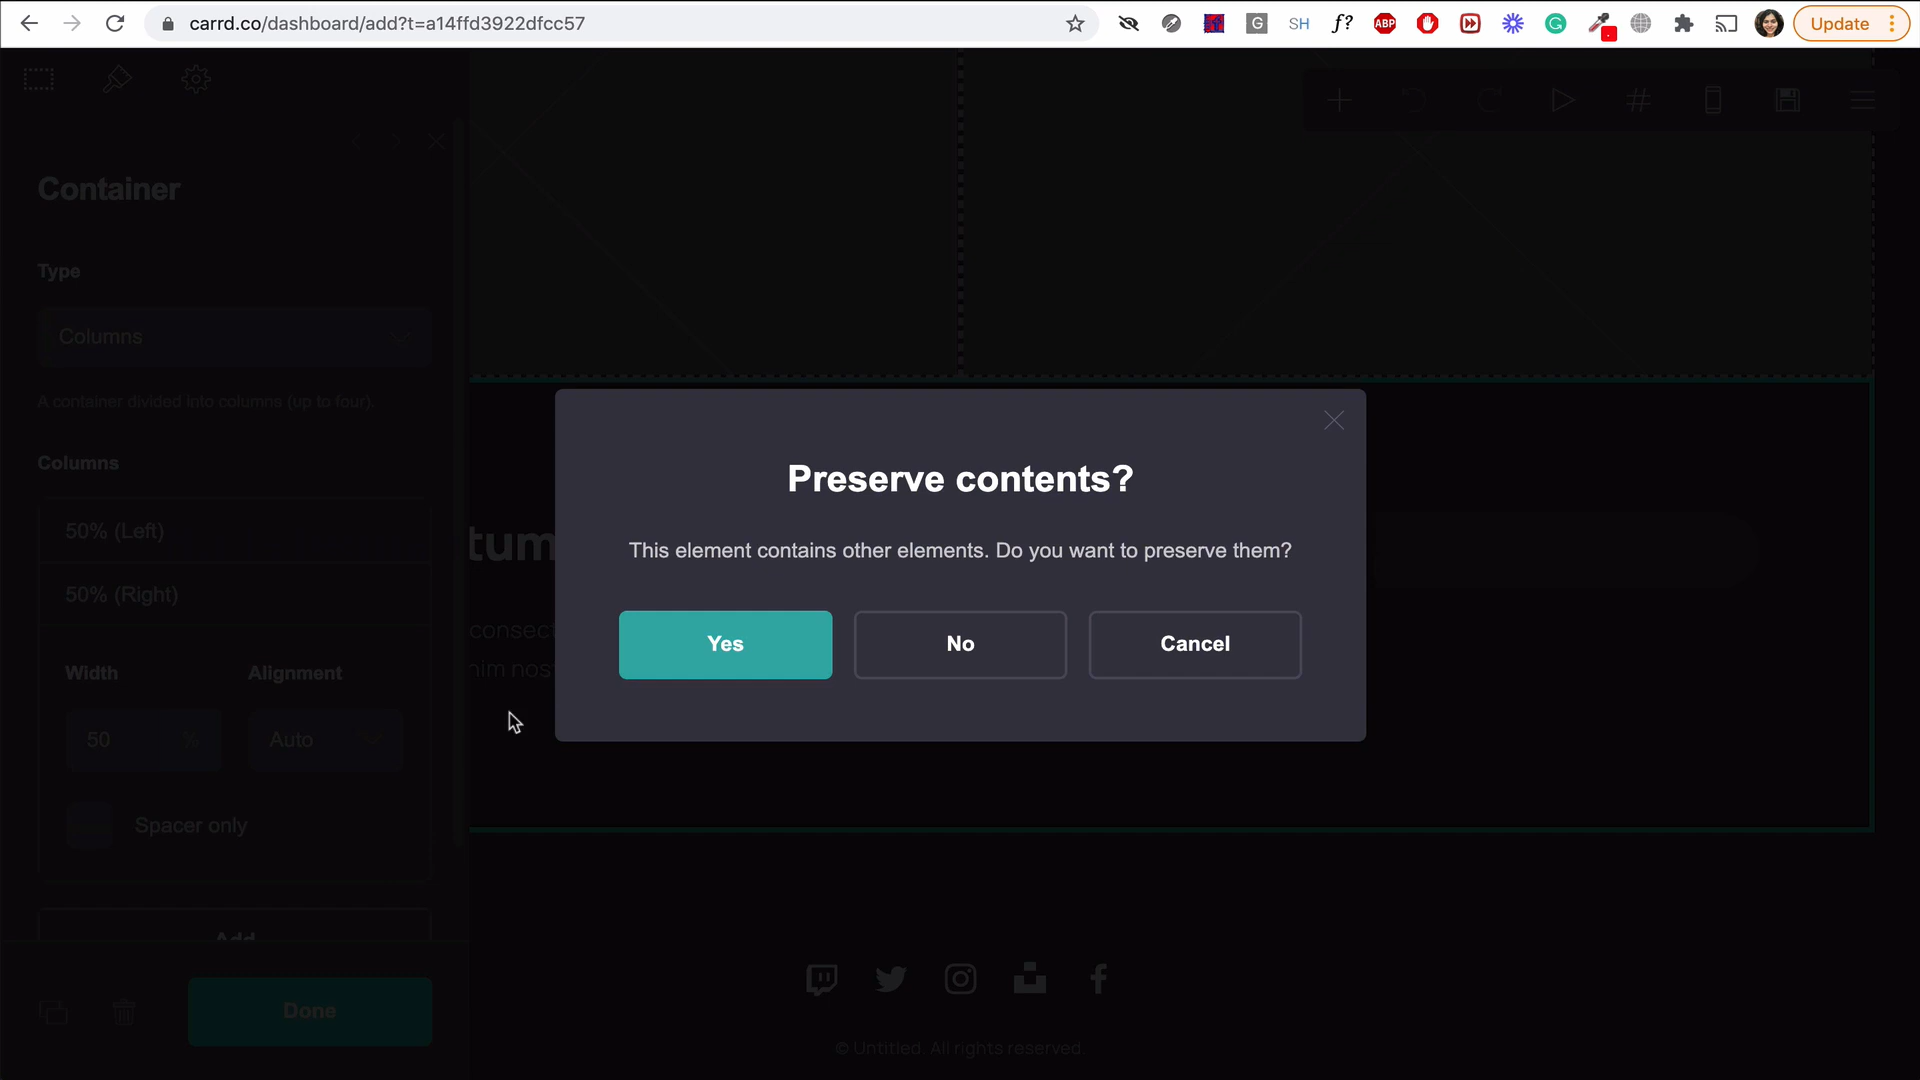 carrd.co/dashboard/add?t=a14ffd3922dfcc57
G
SH
f?
ABP
G
Update
Container
Type
Columns
A container divided into columns (up to four).
Columns
50% (Left)
50% (Right)
Width
Alignment
50
%
Auto
Spacer only
Add
Done
tum
consect
nim nos
Preserve contents?
This element contains other elements. Do you want to preserve them?
Yes
No
Cancel
© Untitled. All rights reserved.